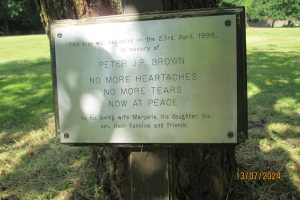 This tree was dedicated on the 23rd. April, 1998,
in memory of
PETER J.P. BROWN
NO MORE HEARTACHES
NO MORE TEARS
NOW AT PEACE
by his loving wife Marjorie, his daughter, his
son, their families and friends.
13/07/2024